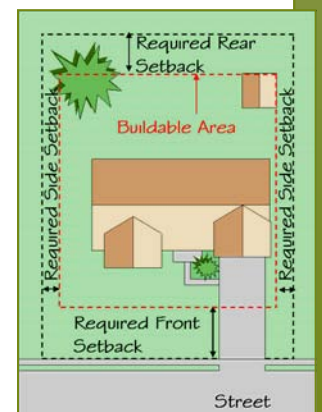 Required Rear
Setback
Buildable Area
Required Side Setback
Required Side Setback
Required Front
Setback
Street